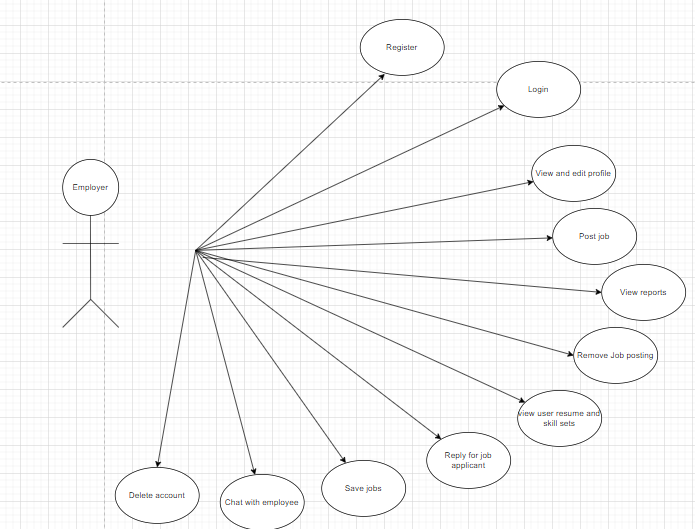 Register
Login
Employer
View and edit profile
Post job
View reports
Remove Job posting
view user resume and
skill sets
Reply for job
applicant
Save jobs
Chat with employee
Delete account